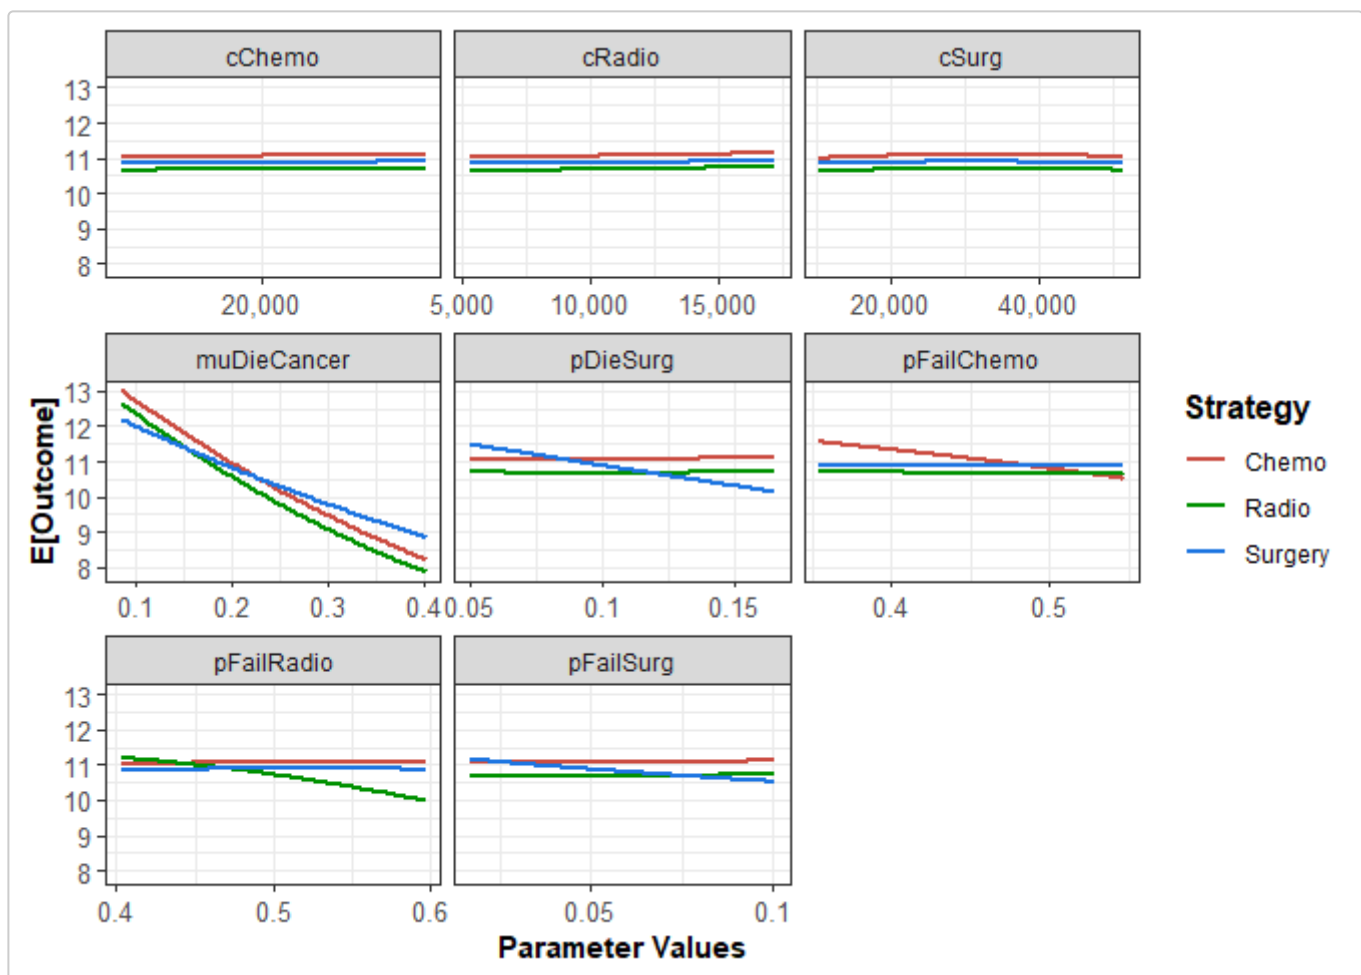 cChemo cRadio cSurg
13
12
11
10
9
8
20,000 5,000 10,000 15,000 20,000 40,000
muDieCancer pDieSurg pFailChemo
13
12
11
10
9
8
0.1 0.2 0.3 0.4 0.05 0.1 0.15 0.4 0.5
pFailRadio pFailSurg
13
12
11
10
9
8
0.4 0.5 0.6 0.05 0.1
E[Outcome]
Parameter Values
Strategy
Chemo
Radio
Surgery